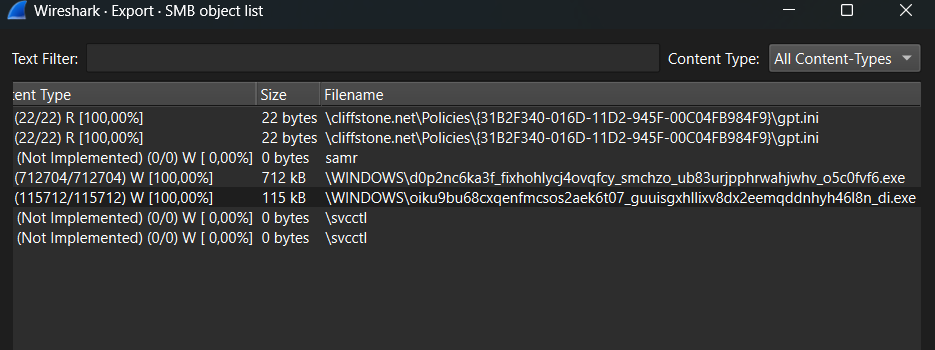 Wireshark · Export · SMB object list
Text Filter: Content Type: All Content-Types
tent Type Size Filename
(22/22) R [100,00%] 22 bytes \cliffstone.net\Policies\{31B2F340-016D-11D2-945F-00C04FB984F9}\gpt.ini
(22/22) R [100,00%] 22 bytes \cliffstone.net\Policies\{31B2F340-016D-11D2-945F-00C04FB984F9}\gpt.ini
(Not Implemented) (0/0) W [ 0,00%] 0 bytes samr
(712704/712704) W [100,00%] 712 kB \WINDOWS\d0p2nc6ka3f_fixhohlycj4ovqfcy_smchzo_ub83urjpphrwahjwhv_o5c0fvf6.exe
(115712/115712) W [100,00%] 115 kB \WINDOWS\oiku9bu68cxqenfmcsos2aek6t07_guuisgxhllixv8dx2eemqddnhyh46l8n_di.exe
(Not Implemented) (0/0) W [ 0,00%] 0 bytes \svcctl
(Not Implemented) (0/0) W [ 0,00%] 0 bytes \svcctl